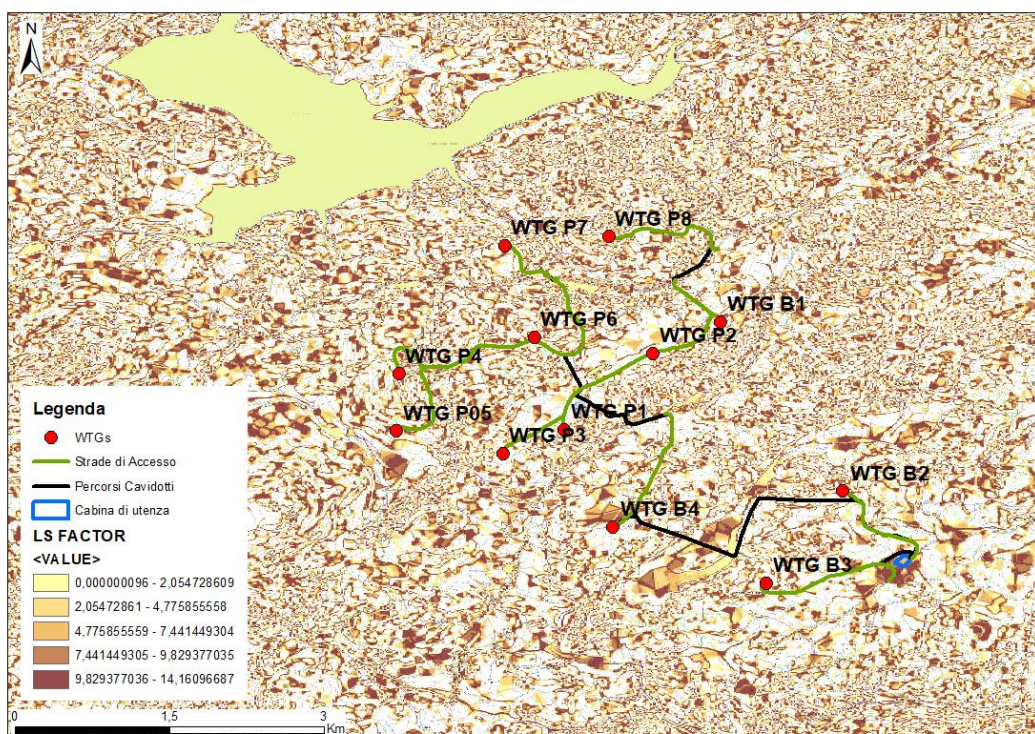 N
WTG P7
WTG P8
WTG B1
WTG P6
WTG P2
WTG P4
WTG P05
WTG P1
WTG P3
WTG B2
WTG B4
WTG B3
Legenda
WTGs
Strade di Accesso
Percorsi Cavidotti
Cabina di utenza
LS FACTOR
<VALUE>
0,000000096 - 2,054728609
2,05472861 - 4,775855558
4,775855559 - 7,441449304
7,441449305 - 9,829377035
9,829377036 - 14,16096687
0 1,5 3
Km